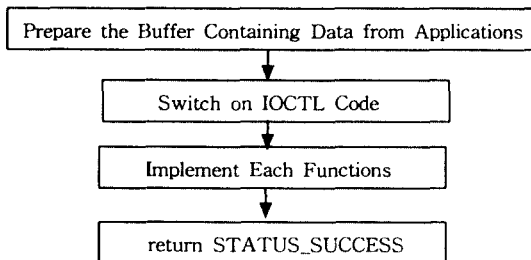 Prepare the Buffer Containing Data from Applications
Switch on IOCTL Code
Implement Each Functions
return STATUS_SUCCESS